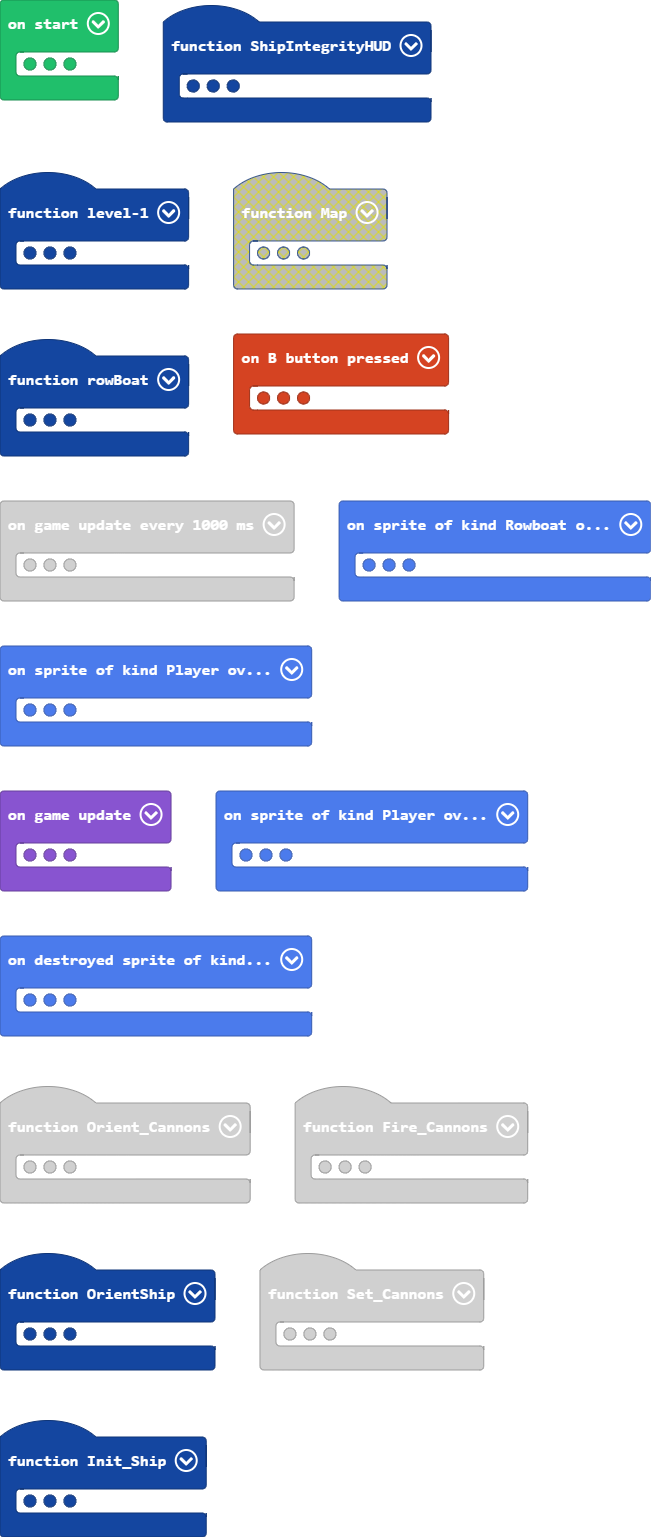 on start
function ShipIntegrityHUD
function level-1
function Map
function rowBoat
on B button pressed
on game update every 1000 ms
on sprite of kind Rowboat o...
on sprite of kind Player ov...
on game update
on sprite of kind Player ov...
on destroyed sprite of kind...
function Orient_Cannons
function Fire_Cannons
function OrientShip
function Set_Cannons
function Init_Ship